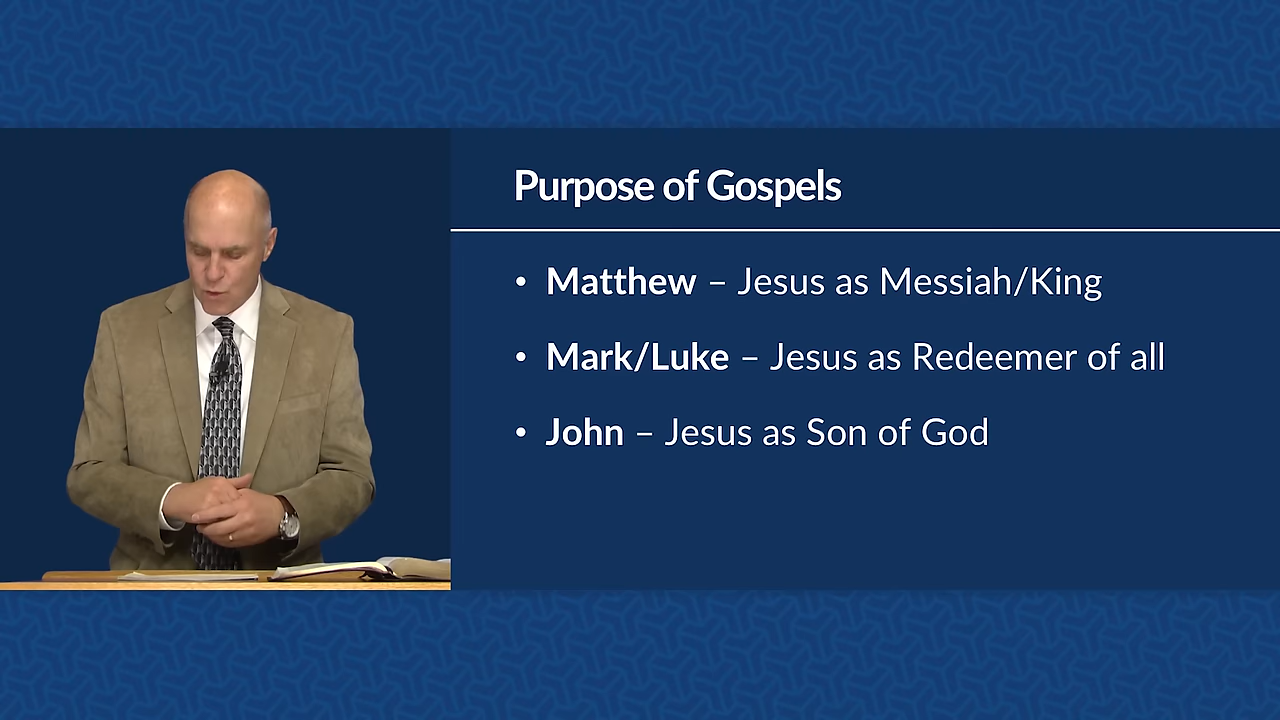 Purpose of Gospels
• Matthew – Jesus as Messiah/King
• Mark/Luke – Jesus as Redeemer of all
• John – Jesus as Son of God